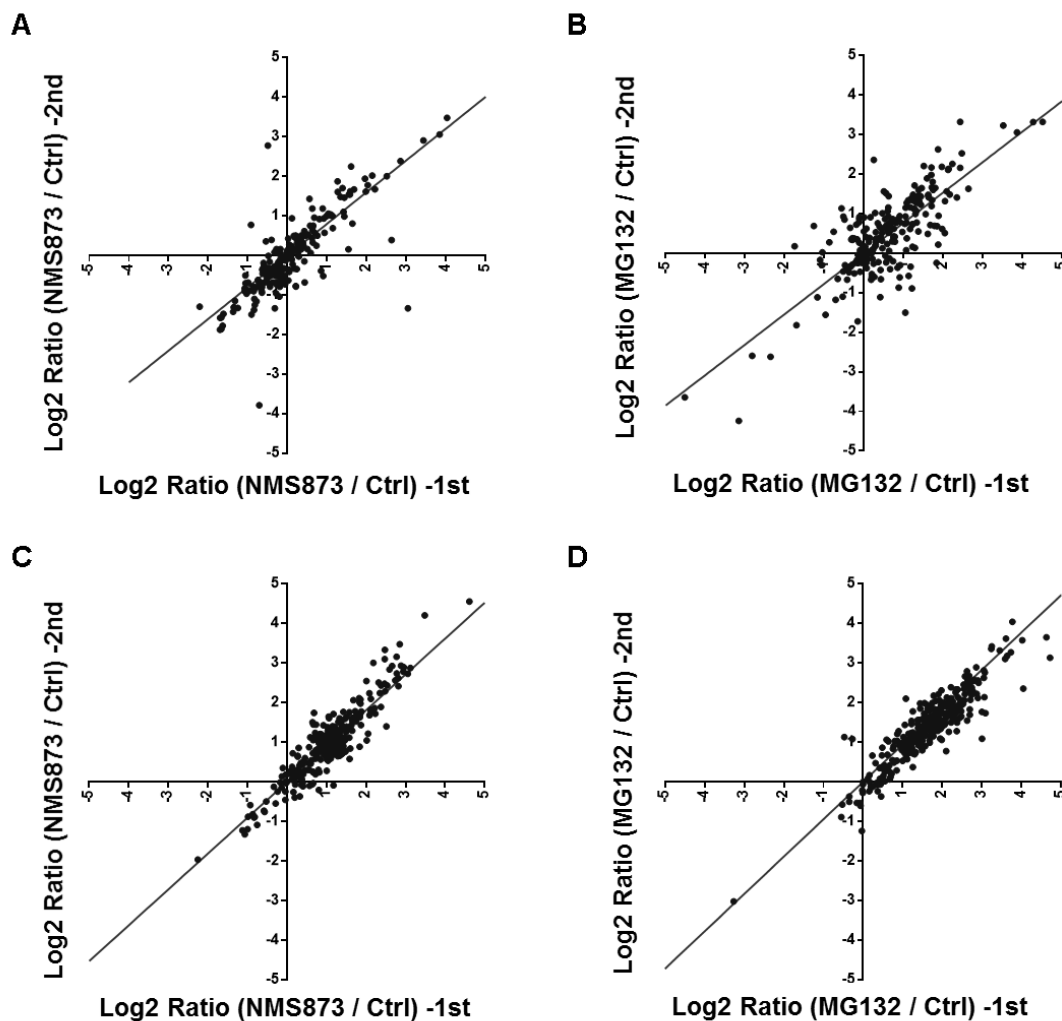 A
B
Log2 Ratio (NMS873 / Ctrl) -2nd
5
4
3
2
1
-1
-2
-3
-4
-5
-5 -4 -3 -2 -1 1 2 3 4 5
Log2 Ratio (NMS873 / Ctrl) -1st
Log2 Ratio (MG132 / Ctrl) -2nd
5
4
3
2
1
-1
-2
-3
-4
-5
-5 -4 -3 -2 -1 1 2 3 4 5
Log2 Ratio (MG132 / Ctrl) -1st
C
D
Log2 Ratio (NMS873 / Ctrl) -2nd
5
4
3
2
1
-1
-2
-3
-4
-5
-5 -4 -3 -2 -1 1 2 3 4 5
Log2 Ratio (NMS873 / Ctrl) -1st
Log2 Ratio (MG132 / Ctrl) -2nd
5
4
3
2
1
-1
-2
-3
-4
-5
-5 -4 -3 -2 -1 1 2 3 4 5
Log2 Ratio (MG132 / Ctrl) -1st